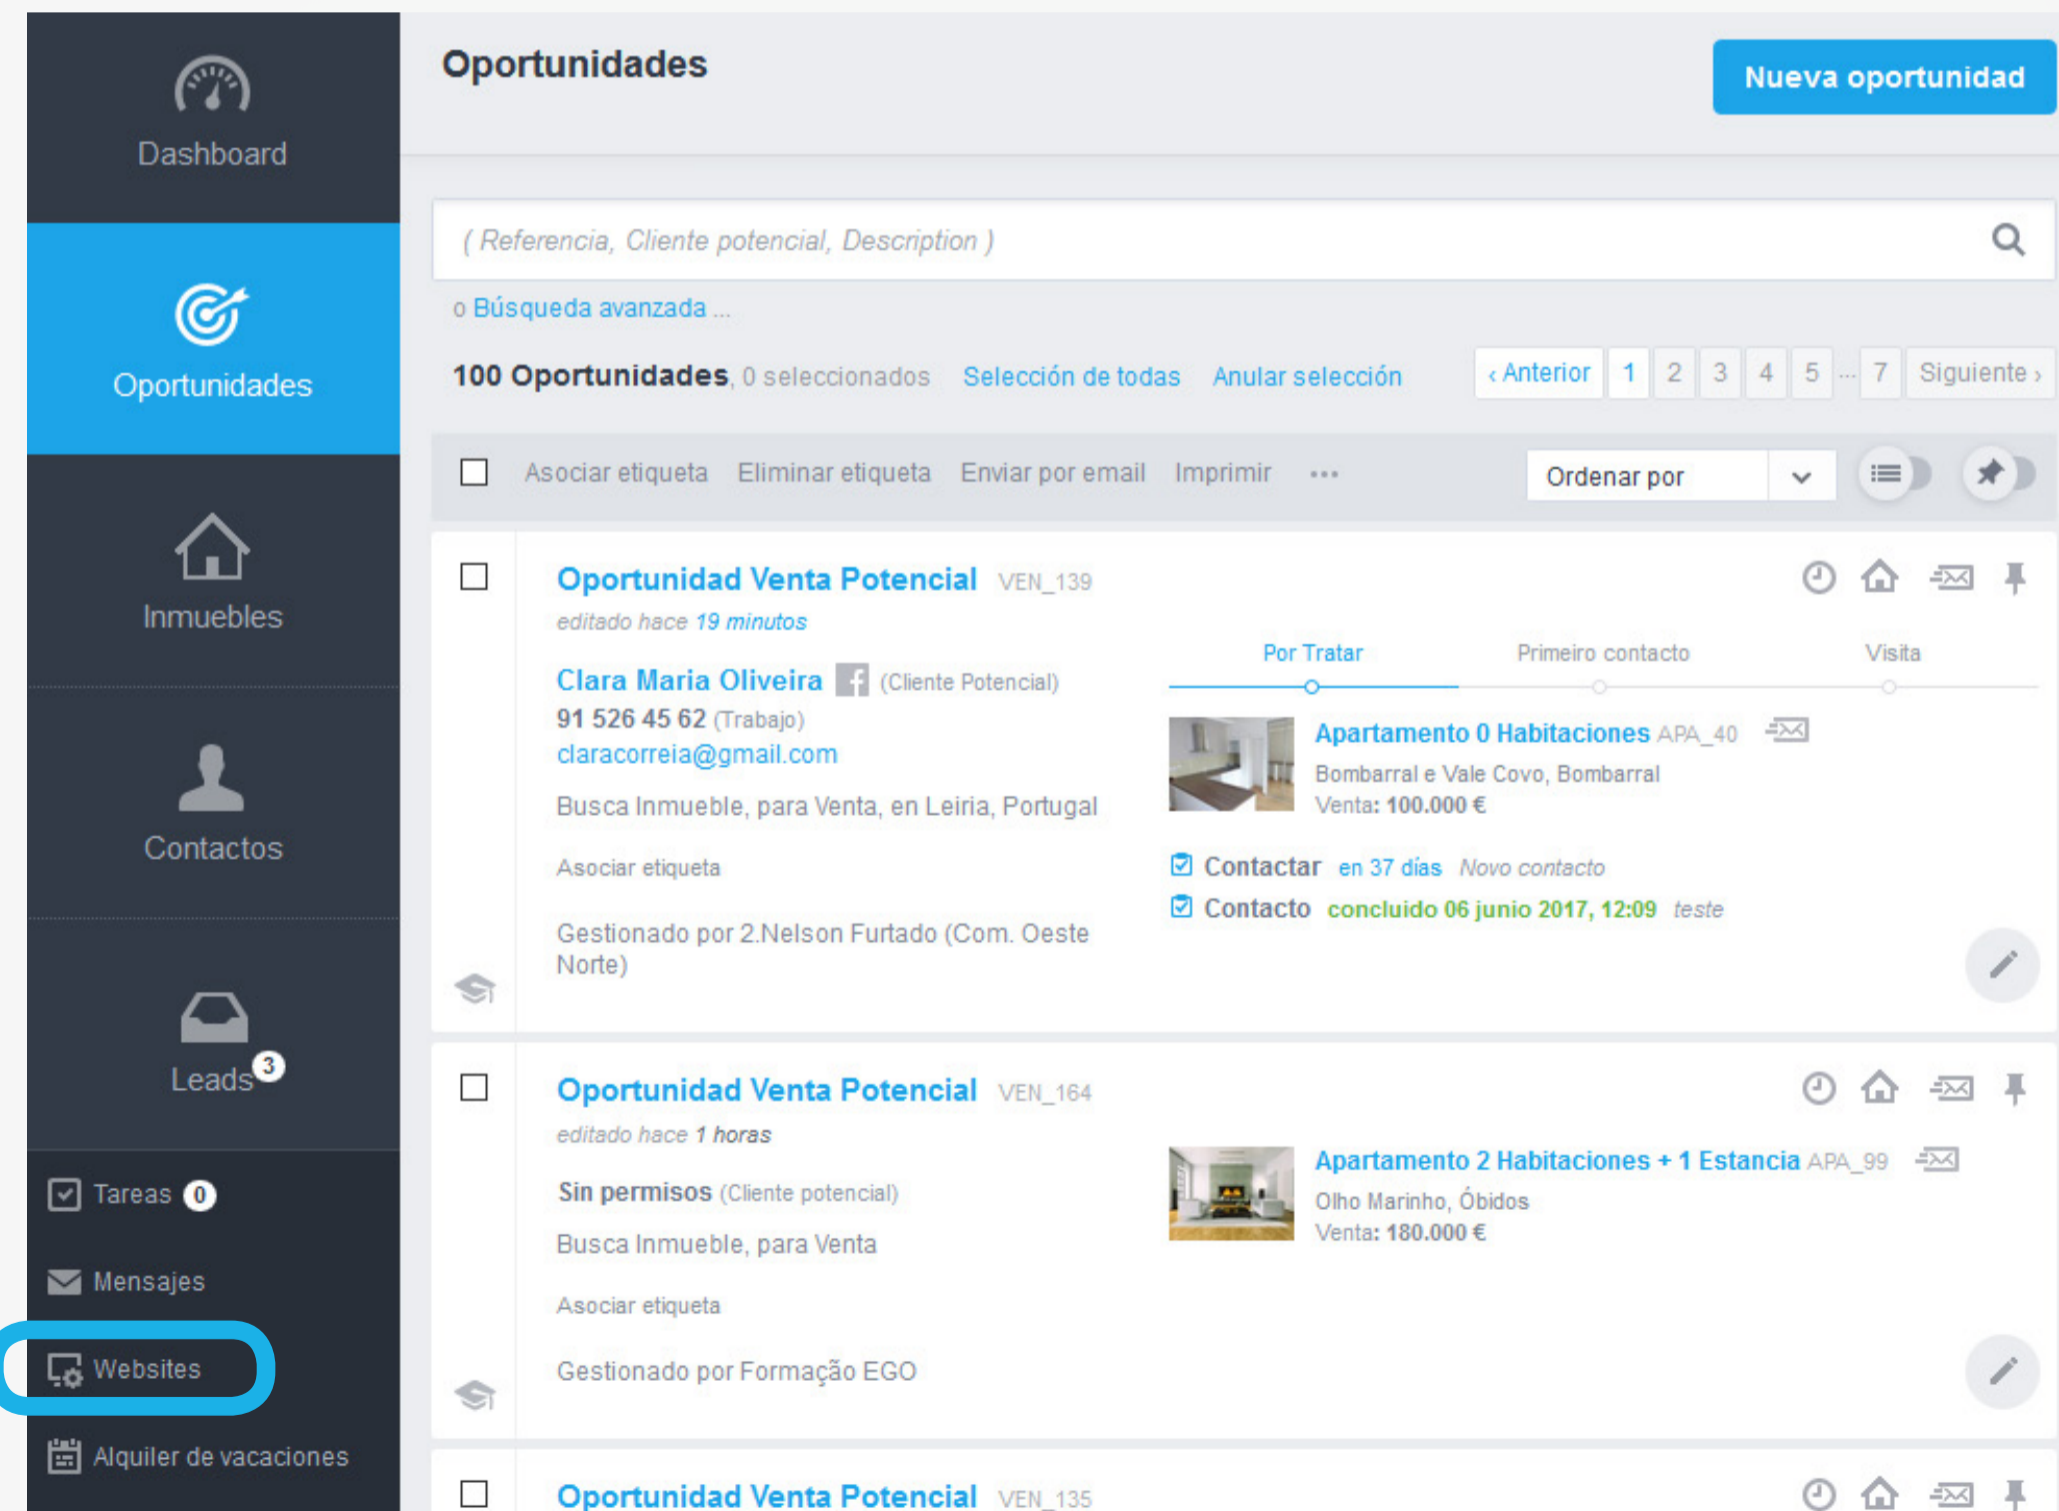 Dashboard
Oportunidades
Inmuebles
Contactos
Leads 3
Tareas 0
Mensajes
Websites
Alquiler de vacaciones
Oportunidades
Nueva oportunidad
( Referencia, Cliente potencial, Description )
o Búsqueda avanzada ...
100 Oportunidades, 0 seleccionados Selección de todas Anular selección
‹ Anterior 1 2 3 4 5 ... 7 Siguiente ›
Asociar etiqueta Eliminar etiqueta Enviar por email Imprimir ...
Ordenar por
Oportunidad Venta Potencial VEN_139
editado hace 19 minutos
Clara Maria Oliveira f (Cliente Potencial)
91 526 45 62 (Trabajo)
claracorreia@gmail.com
Busca Inmueble, para Venta, en Leiria, Portugal
Asociar etiqueta
Gestionado por 2.Nelson Furtado (Com. Oeste
Norte)
Por Tratar Primeiro contacto Visita
Apartamento 0 Habitaciones APA_40
Bombarral e Vale Covo, Bombarral
Venta: 100.000 €
Contactar en 37 días Novo contacto
Contacto concluido 06 junio 2017, 12:09 teste
Oportunidad Venta Potencial VEN_164
editado hace 1 horas
Sin permisos (Cliente potencial)
Busca Inmueble, para Venta
Asociar etiqueta
Gestionado por Formação EGO
Apartamento 2 Habitaciones + 1 Estancia APA_99
Olho Marinho, Óbidos
Venta: 180.000 €
Oportunidad Venta Potencial VEN_135